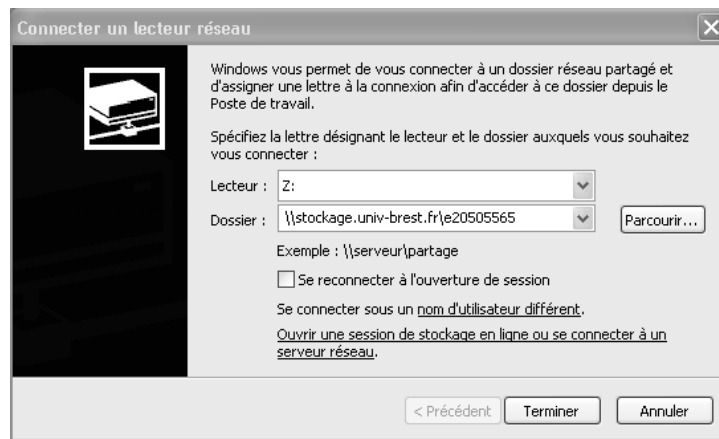 Connecter un lecteur réseau
Windows vous permet de vous connecter à un dossier réseau partagé et
d'assigner une lettre à la connexion afin d'accéder à ce dossier depuis le
Poste de travail.
Spécifiez la lettre désignant le lecteur et le dossier auxquels vous souhaitez
vous connecter :
Lecteur : Z:
Dossier : \\stockage.univ-brest.fr\e20505565 Parcourir...
Exemple : \\serveur\partage
Se reconnecter à l'ouverture de session
Se connecter sous un nom d'utilisateur différent.
Ouvrir une session de stockage en ligne ou se connecter à un
serveur réseau.
< Précédent Terminer Annuler